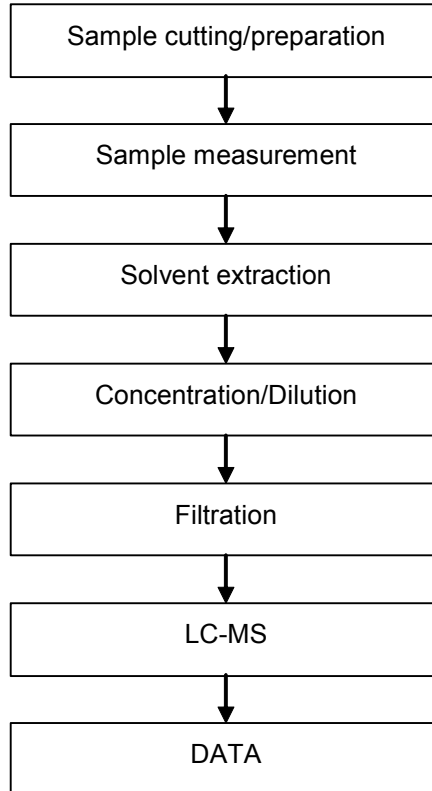 Sample cutting/preparation
Sample measurement
Solvent extraction
Concentration/Dilution
Filtration
LC-MS
DATA